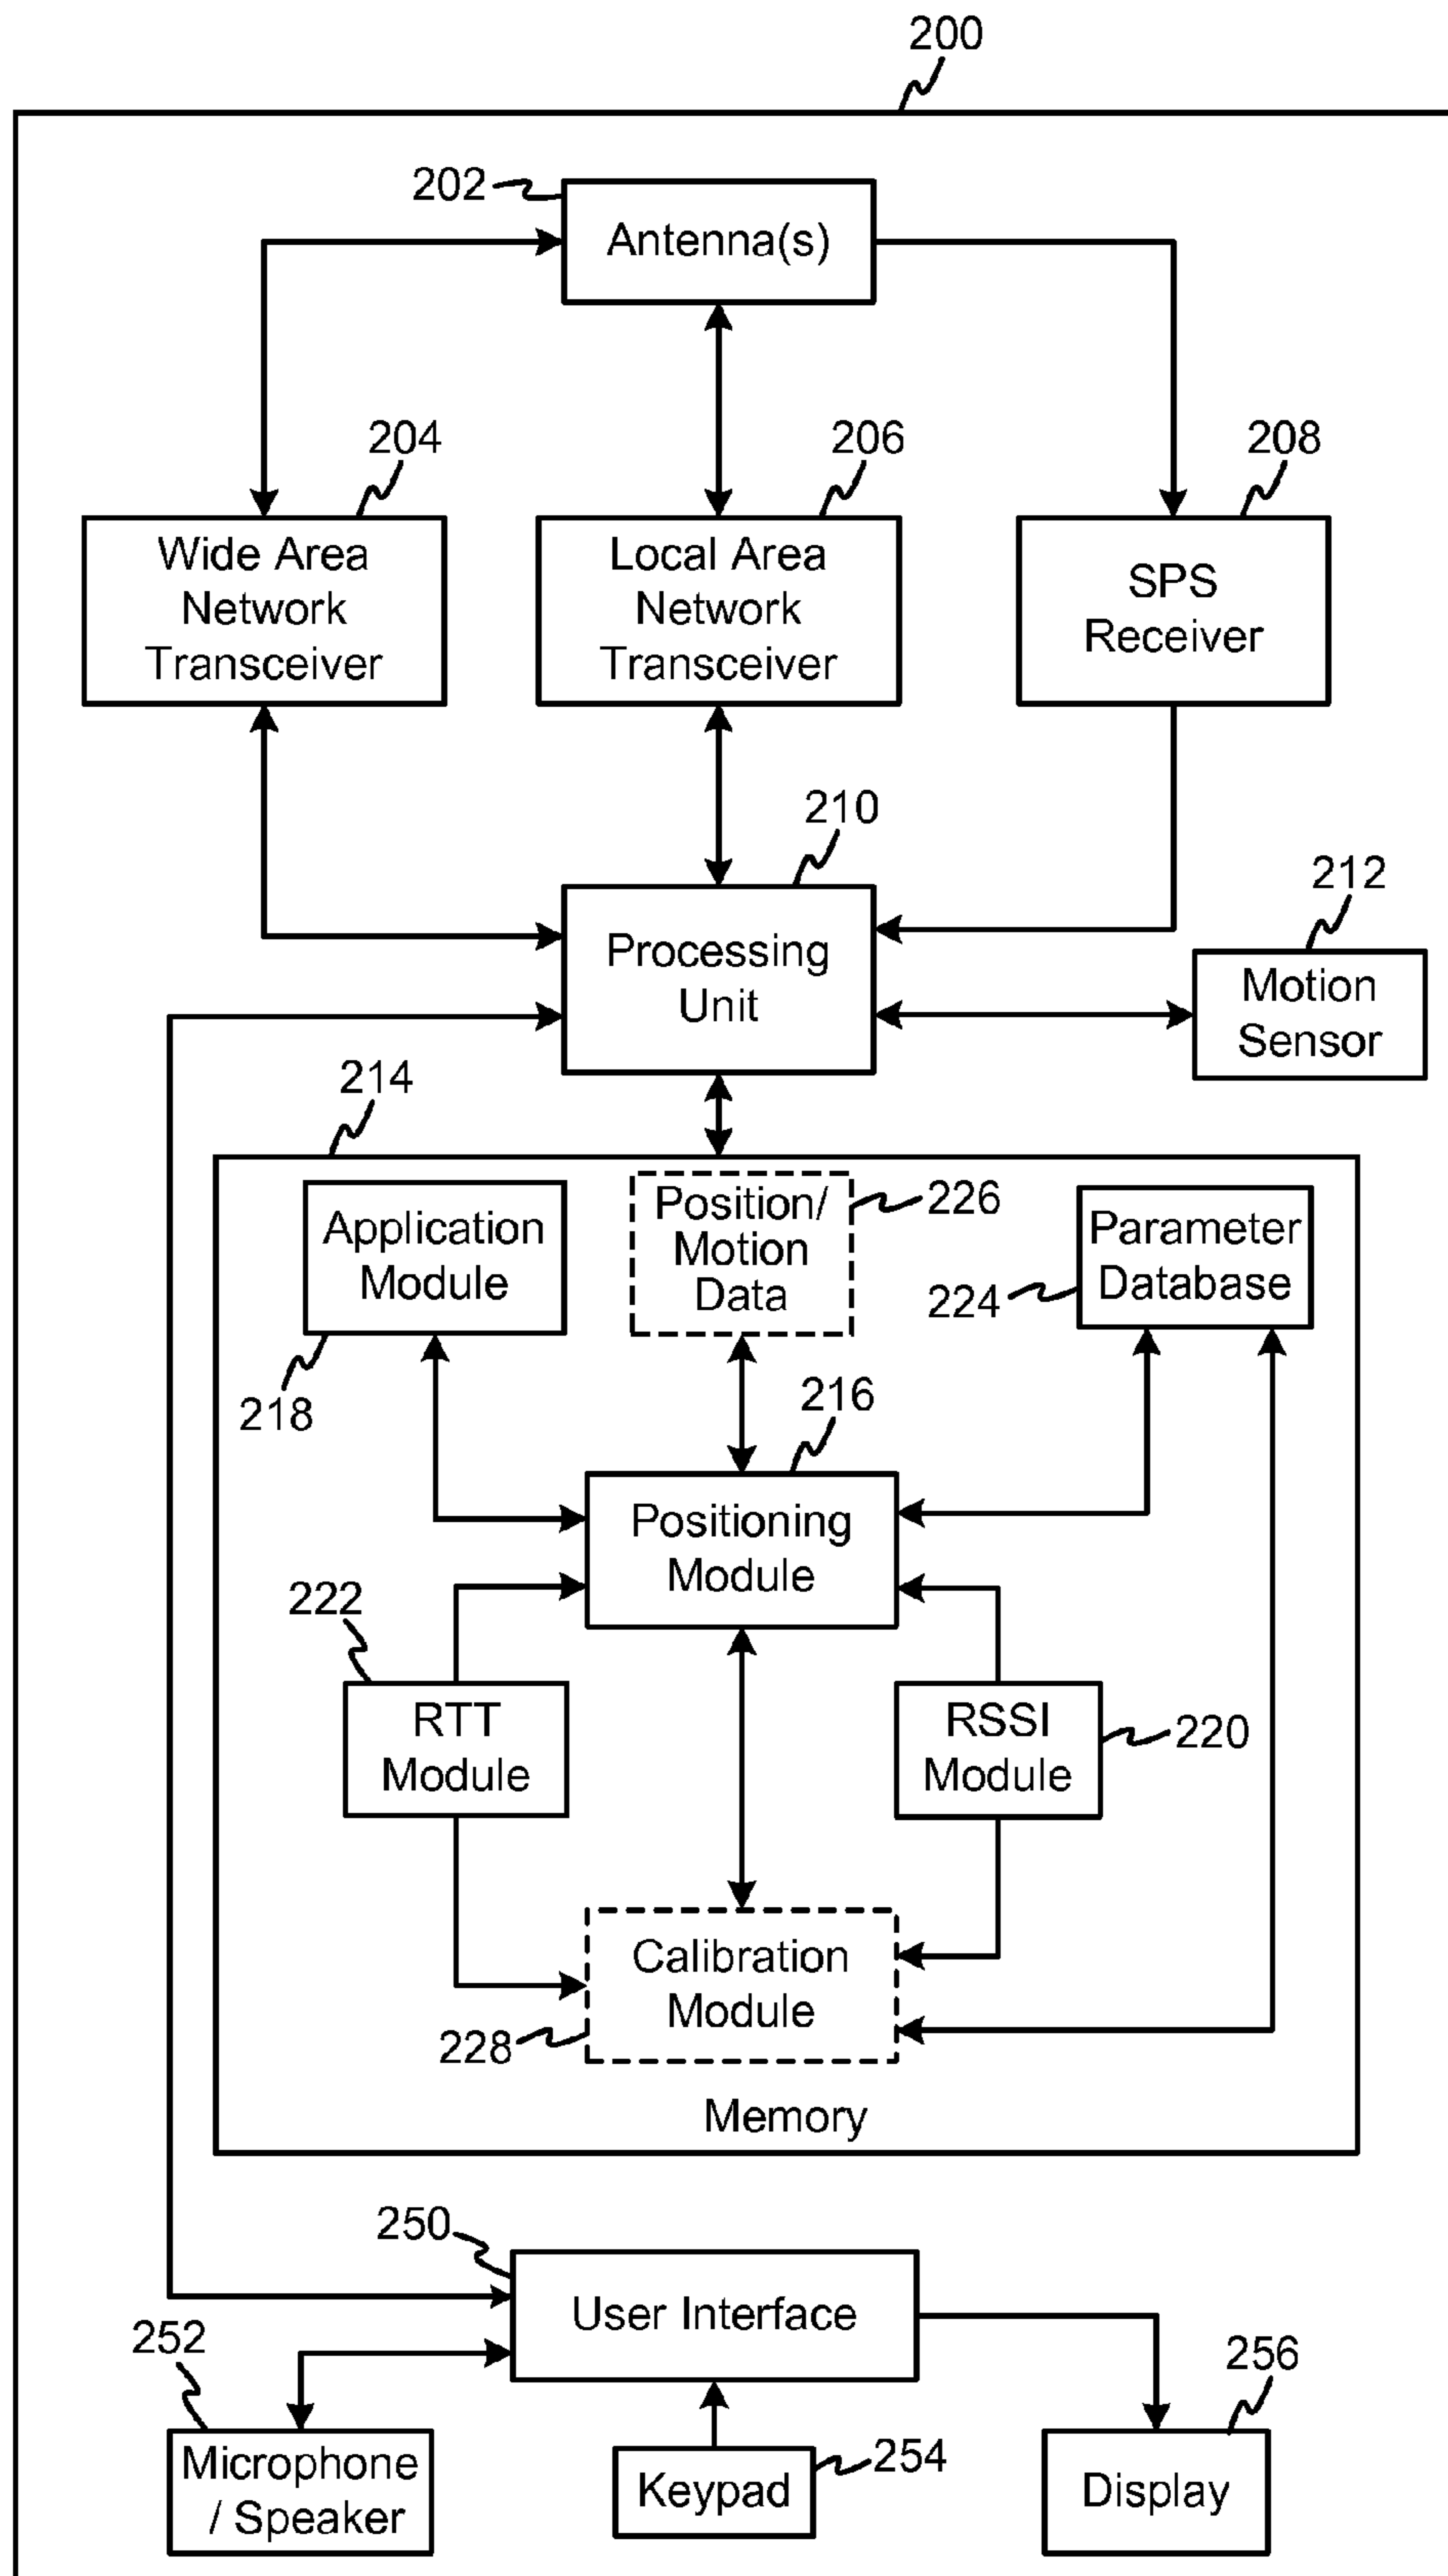 200
202
Antenna(s)
204
206
208
Wide Area
Network
Transceiver
Local Area
Network
Transceiver
SPS
Receiver
210
212
Processing
Unit
Motion
Sensor
214
Application
Module
218
Position/
Motion
Data
226
Parameter
Database
224
216
Positioning
Module
222
RTT
Module
RSSI
Module
220
Calibration
Module
228
Memory
250
User Interface
252
Microphone
/ Speaker
Keypad
254
256
Display